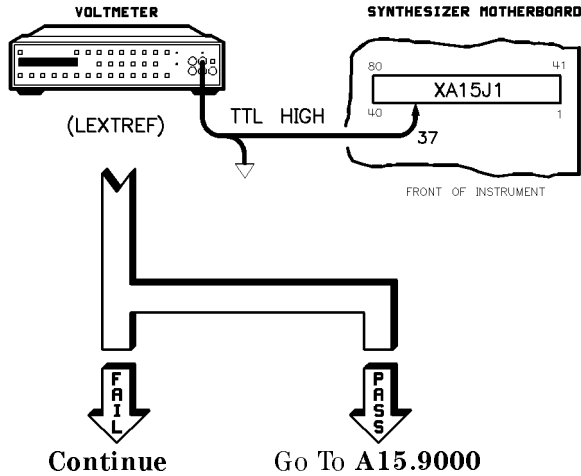 VOLTMETER
SYNTHESIZER MOTHERBOARD
80
41
XA15J1
40
1
TTL HIGH
37
(LEXTREF)
FRONT OF INSTRUMENT
FAIL
PASS
Continue
Go To A15.9000